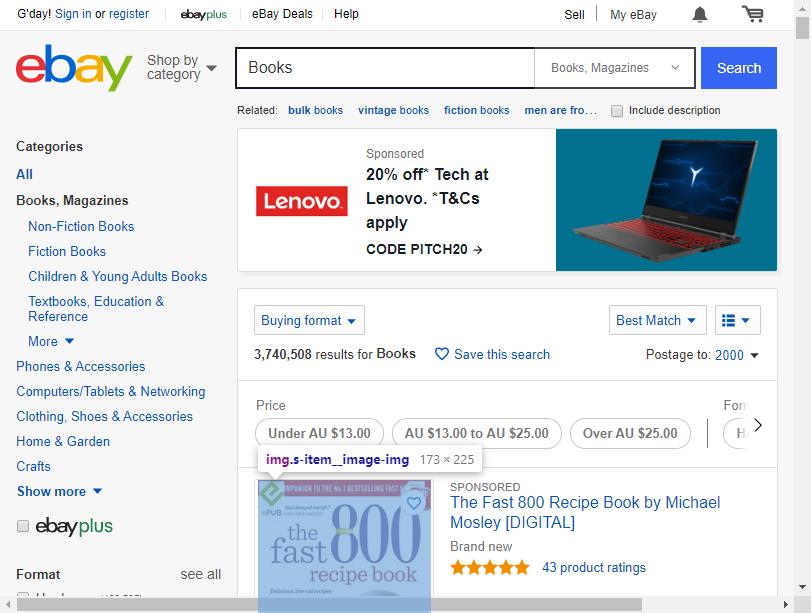 G'day! Sign in or register
ebayplus
eBay Deals
Help
Sell
My eBay
ebay
Shop by category
Books
Books, Magazines
Search
Related: bulk books vintage books fiction books men are fro... Include description
Categories
All
Books, Magazines
Non-Fiction Books
Fiction Books
Children & Young Adults Books
Textbooks, Education &
Reference
More
Phones & Accessories
Computers/Tablets & Networking
Clothing, Shoes & Accessories
Home & Garden
Crafts
Show more
ebayplus
Format
see all
Lenovo.
Sponsored
20% off* Tech at
Lenovo. *T&Cs
apply
CODE PITCH20 →
Buying format
Best Match
3,740,508 results for Books
Save this search
Postage to: 2000
Price
Under AU $13.00
AU $13.00 to AU $25.00
Over AU $25.00
img.s-item__image-img 173 × 225
COMPANION TO THE No 1 BESTSELLING FAST
the
fast 800
recipe book
Delicious, low-carb recipes
SPONSORED
The Fast 800 Recipe Book by Michael
Mosley [DIGITAL]
Brand new
43 product ratings